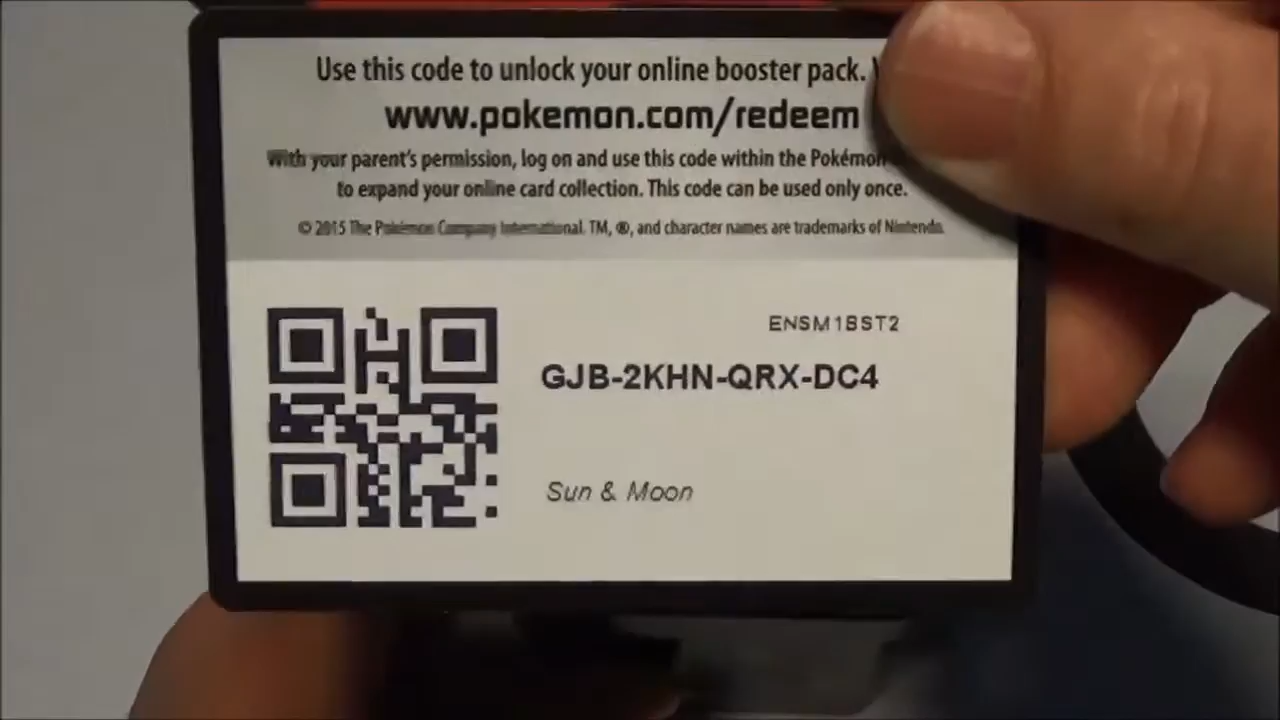 Use this code to unlock your online booster pack.
www.pokemon.com/redeem
With your parent's permission, log on and use this code within the Pokémon
to expand your online card collection. This code can be used only once.
© 2015 The Pokémon Company International. TM, ®, and character names are trademarks of Nintendo.
ENSM1BST2
GJB-2KHN-QRX-DC4
Sun & Moon